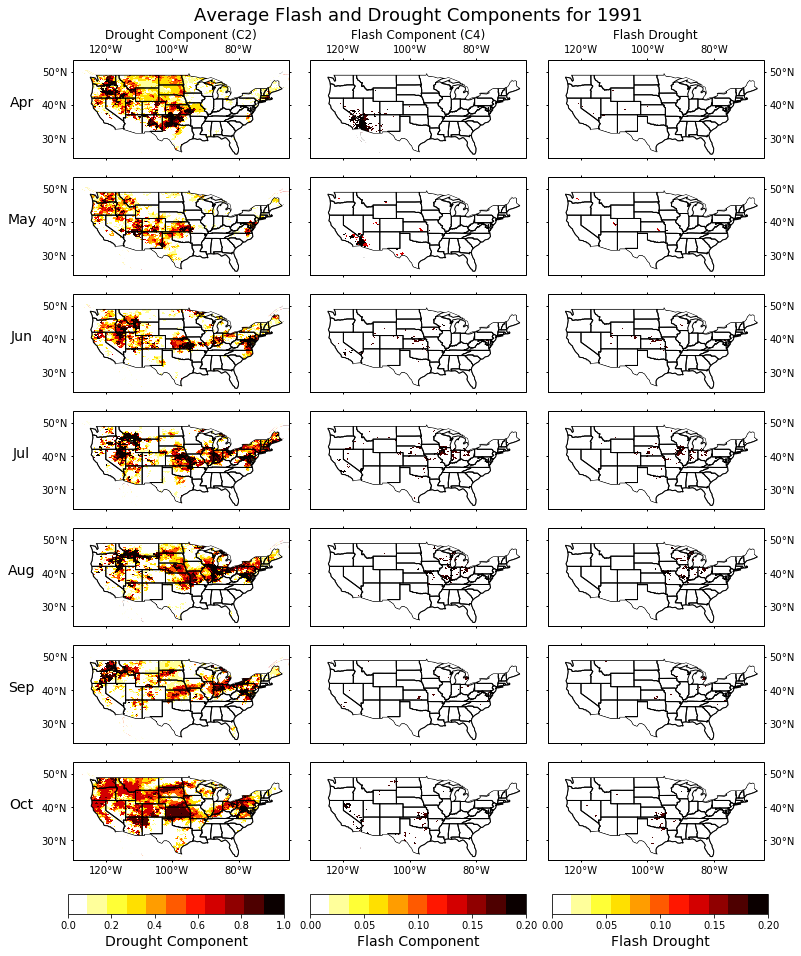 Average Flash and Drought Components for 1991
Drought Component (C2) Flash Component (C4) Flash Drought
120°W 100°W 80°W 120°W 100°W 80°W 120°W 100°W 80°W
50°N 50°N
Apr 40°N 40°N
30°N 30°N
50°N 50°N
May 40°N 40°N
30°N 30°N
50°N 50°N
Jun 40°N 40°N
30°N 30°N
50°N 50°N
Jul 40°N 40°N
30°N 30°N
50°N 50°N
Aug 40°N 40°N
30°N 30°N
50°N 50°N
Sep 40°N 40°N
30°N 30°N
50°N 50°N
Oct 40°N 40°N
30°N 30°N
120°W 100°W 80°W 120°W 100°W 80°W 120°W 100°W 80°W
0.0 0.2 0.4 0.6 0.8 1.0 0.00 0.05 0.10 0.15 0.20 0.00 0.05 0.10 0.15 0.20
Drought Component Flash Component Flash Drought